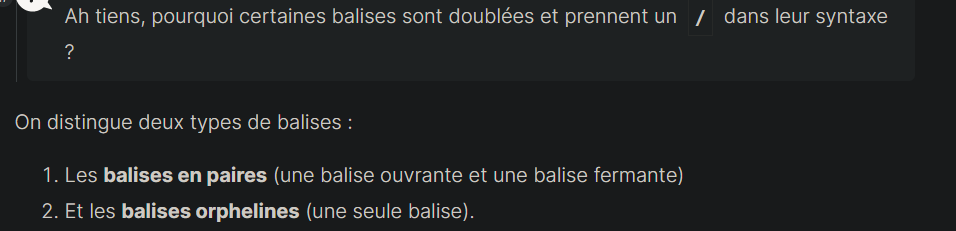 Ah tiens, pourquoi certaines balises sont doublées et prennent un / dans leur syntaxe
?
On distingue deux types de balises :
1. Les balises en paires (une balise ouvrante et une balise fermante)
2. Et les balises orphelines (une seule balise).